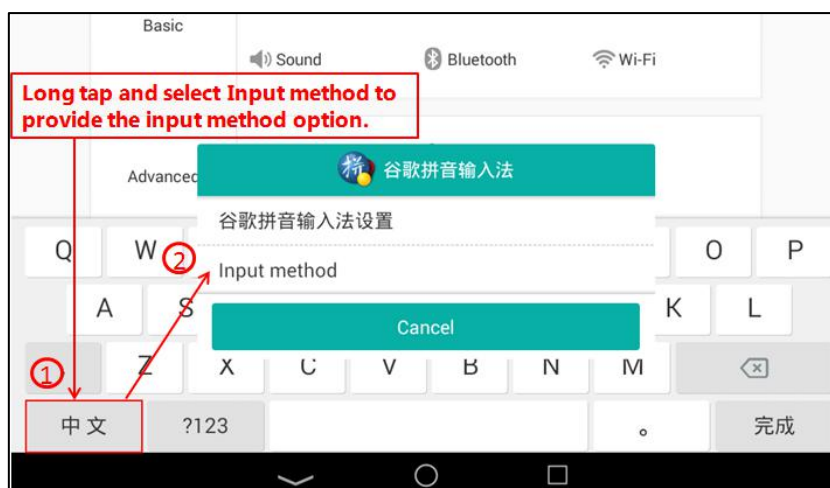 Basic
Sound
Bluetooth
Wi-Fi
Long tap and select Input method to
provide the input method option.
Advanced
谷歌拼音输入法
谷歌拼音输入法设置
Input method
Cancel
Q W O P
②
A S K L
① Z X C V B N M
中文 ?123 。 完成